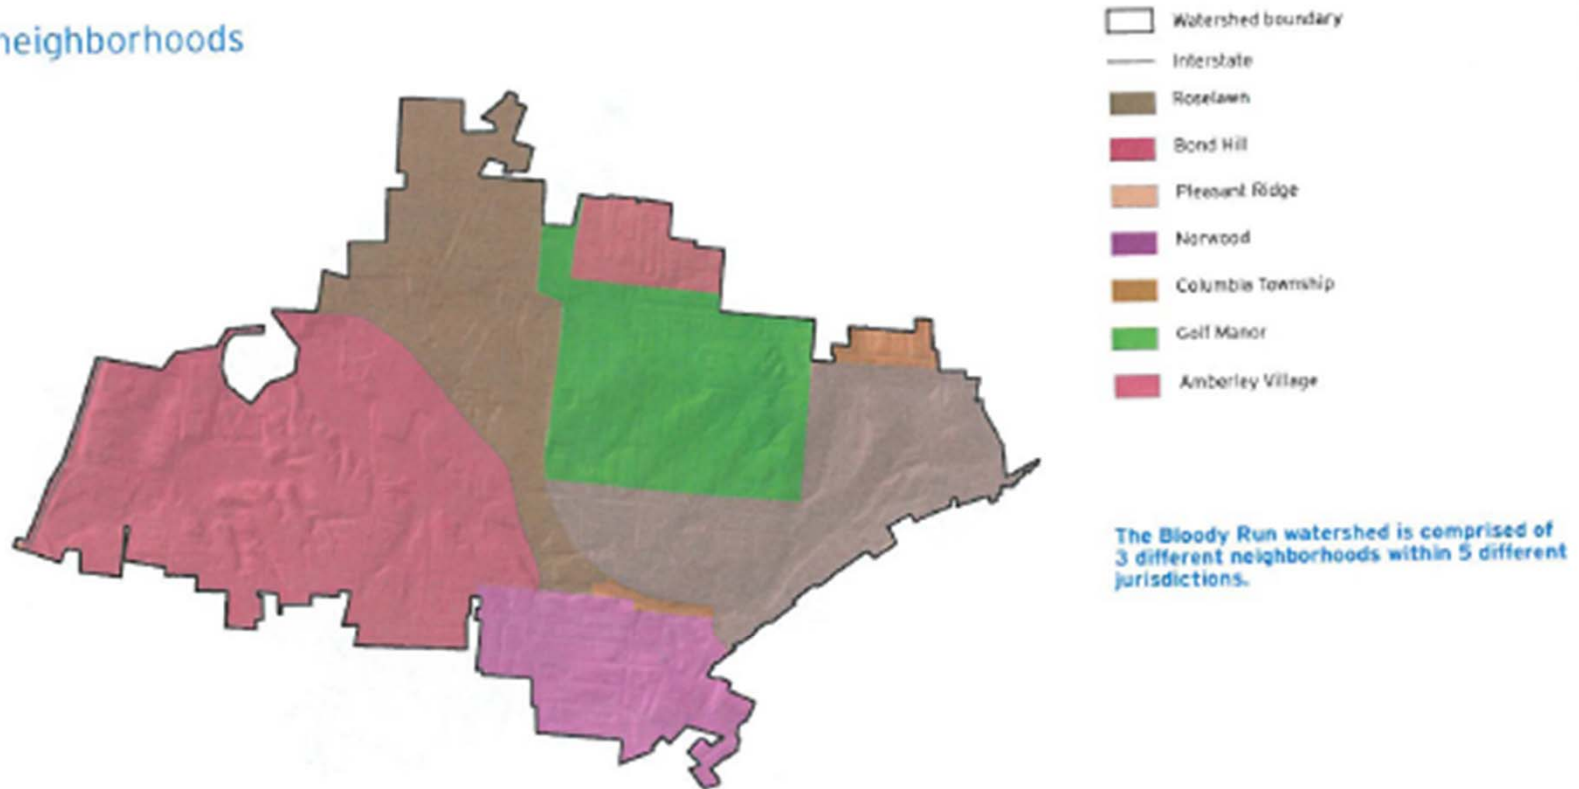 neighborhoods
Watershed boundary
Interstate
Roselawn
Bond Hill
Pleasant Ridge
Norwood
Columbia Township
Golf Manor
Amberley Village
The Bloody Run watershed is comprised of
3 different neighborhoods within 5 different
jurisdictions.